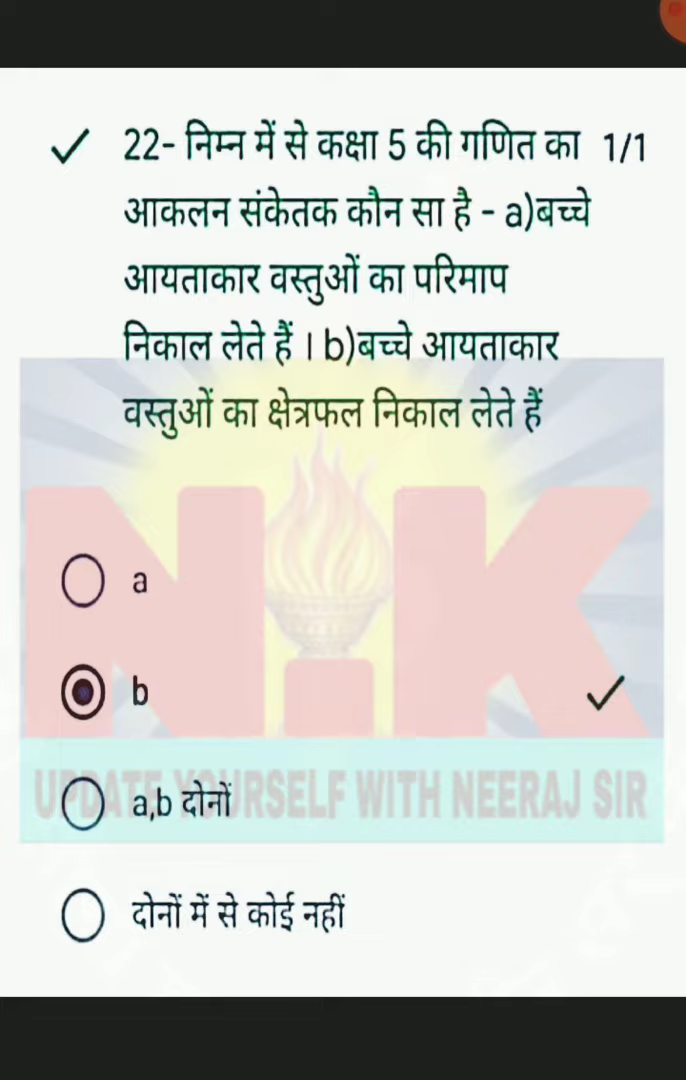 22- निम्न में से कक्षा 5 की गणित का 1/1
आकलन संकेतक कौन सा है - a)बच्चे
आयताकार वस्तुओं का परिमाप
निकाल लेते हैं । b)बच्चे आयताकार
वस्तुओं का क्षेत्रफल निकाल लेते हैं
NK
a
b
UPDATE YOURSELF WITH NEERAJ SIR
a,b दोनों
दोनों में से कोई नहीं